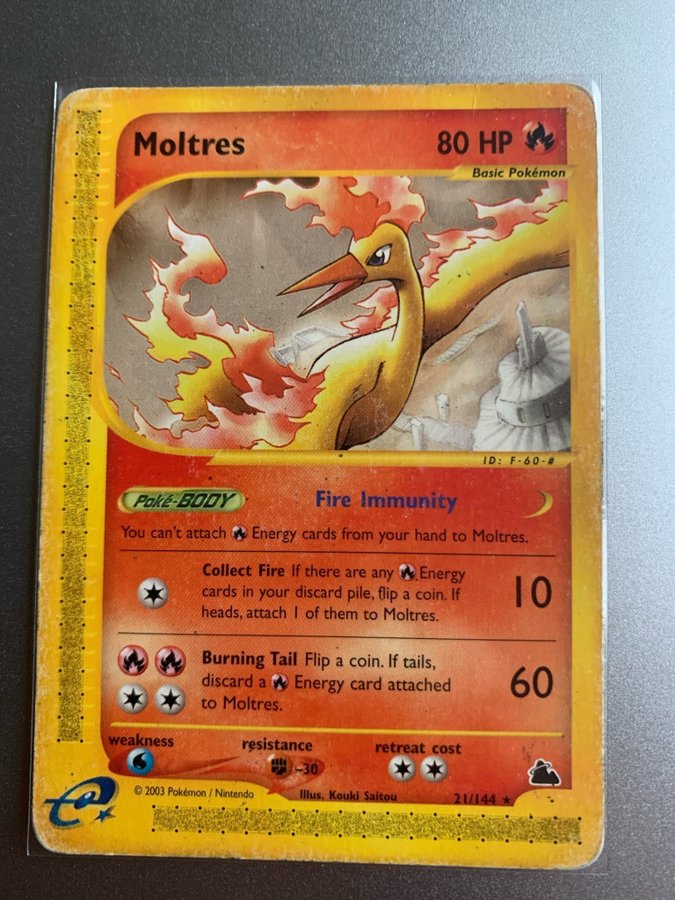 Moltres 80 HP
Basic Pokémon
ID: F-60-#
Poké-BODY Fire Immunity
You can't attach Energy cards from your hand to Moltres.
Collect Fire If there are any Energy
cards in your discard pile, flip a coin. If
heads, attach 1 of them to Moltres.
10
Burning Tail Flip a coin. If tails,
discard a Energy card attached
to Moltres.
60
weakness resistance retreat cost
-30
© 2003 Pokémon / Nintendo Illus. Kouki Saitou 21/144 ★
e